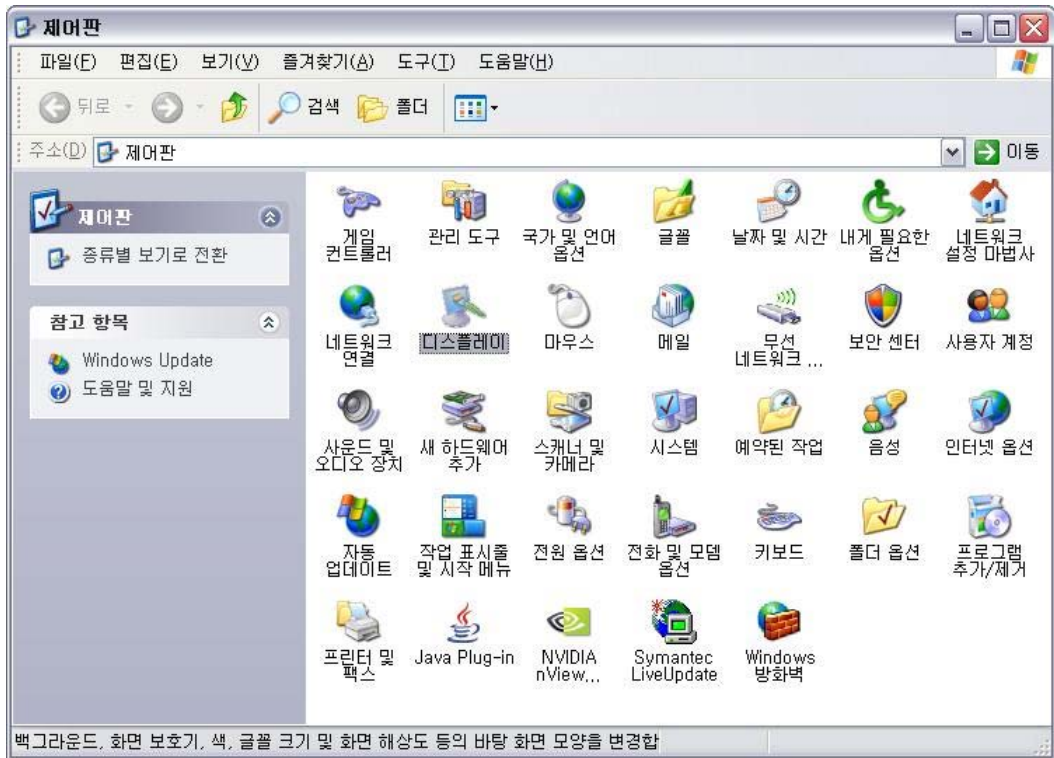 제어판
파일(F) 편집(E) 보기(V) 즐겨찾기(A) 도구(T) 도움말(H)
뒤로 검색 폴더
주소(D) 제어판 이동
제어판
종류별 보기로 전환
참고 항목
Windows Update
도움말 및 지원
게임
컨트롤러
관리 도구
국가 및 언어
옵션
글꼴
날짜 및 시간
내게 필요한
옵션
네트워크
설정 마법사
네트워크
연결
디스플레이
마우스
메일
무선
네트워크 ...
보안 센터
사용자 계정
사운드 및
오디오 장치
새 하드웨어
추가
스캐너 및
카메라
시스템
예약된 작업
음성
인터넷 옵션
자동
업데이트
작업 표시줄
및 시작 메뉴
전원 옵션
전화 및 모뎀
옵션
키보드
폴더 옵션
프로그램
추가/제거
프린터 및
팩스
Java Plug-in
NVIDIA
nView...
Symantec
LiveUpdate
Windows
방화벽
백그라운드, 화면 보호기, 색, 글꼴 크기 및 화면 해상도 등의 바탕 화면 모양을 변경합